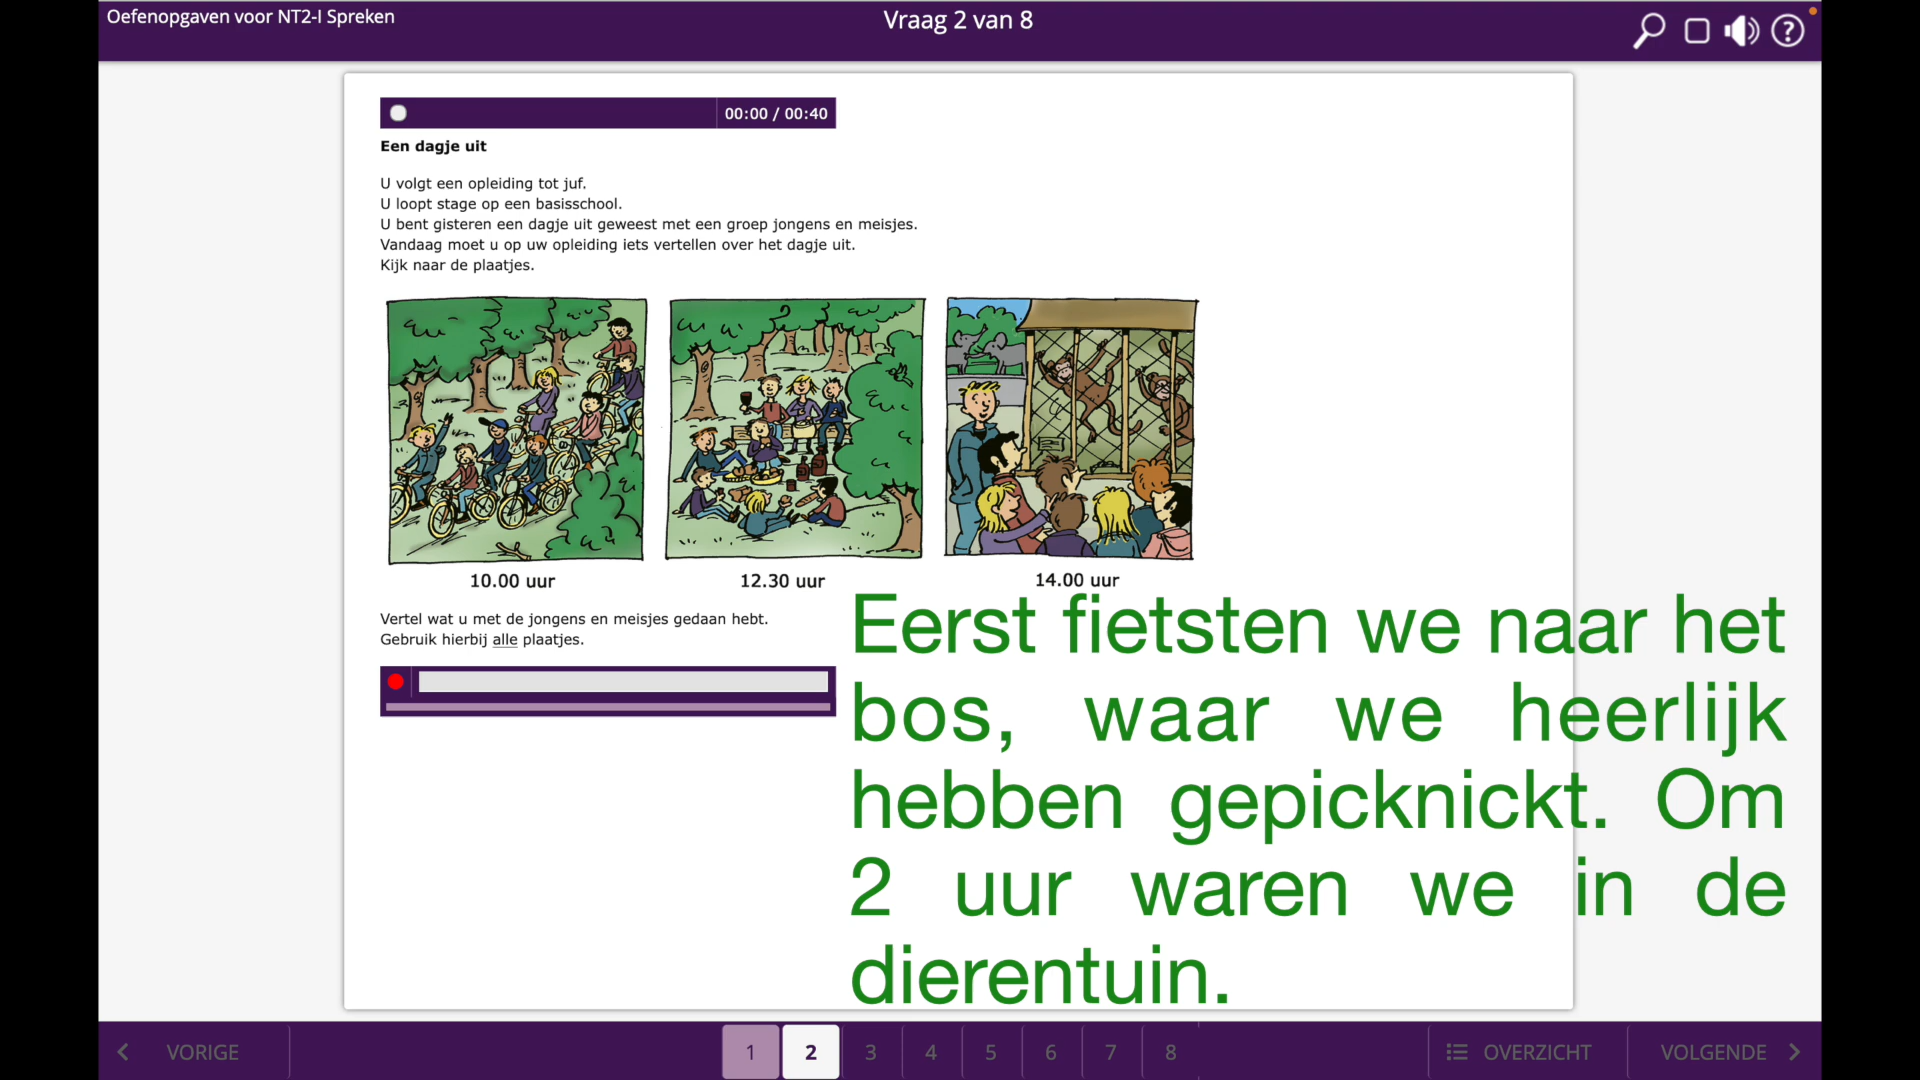 Oefenopgaven voor NT2-I Spreken
Vraag 2 van 8
00:00 / 00:40
Een dagje uit
U volgt een opleiding tot juf.
U loopt stage op een basisschool.
U bent gisteren een dagje uit geweest met een groep jongens en meisjes.
Vandaag moet u op uw opleiding iets vertellen over het dagje uit.
Kijk naar de plaatjes.
10.00 uur
12.30 uur
14.00 uur
Vertel wat u met de jongens en meisjes gedaan hebt.
Gebruik hierbij alle plaatjes.
Eerst fietsten we naar het
bos, waar we heerlijk
hebben gepicknickt. Om
2 uur waren we in de
dierentuin.
VORIGE
1 2 3 4 5 6 7 8
OVERZICHT
VOLGENDE